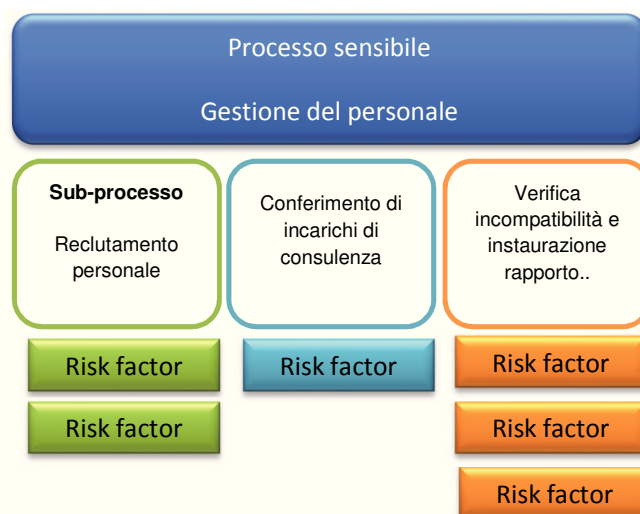 Processo sensibile
Gestione del personale
Sub-processo
Reclutamento
personale
Conferimento di
incarichi di
consulenza
Verifica
incompatibilità e
instaurazione
rapporto..
Risk factor
Risk factor
Risk factor
Risk factor
Risk factor
Risk factor